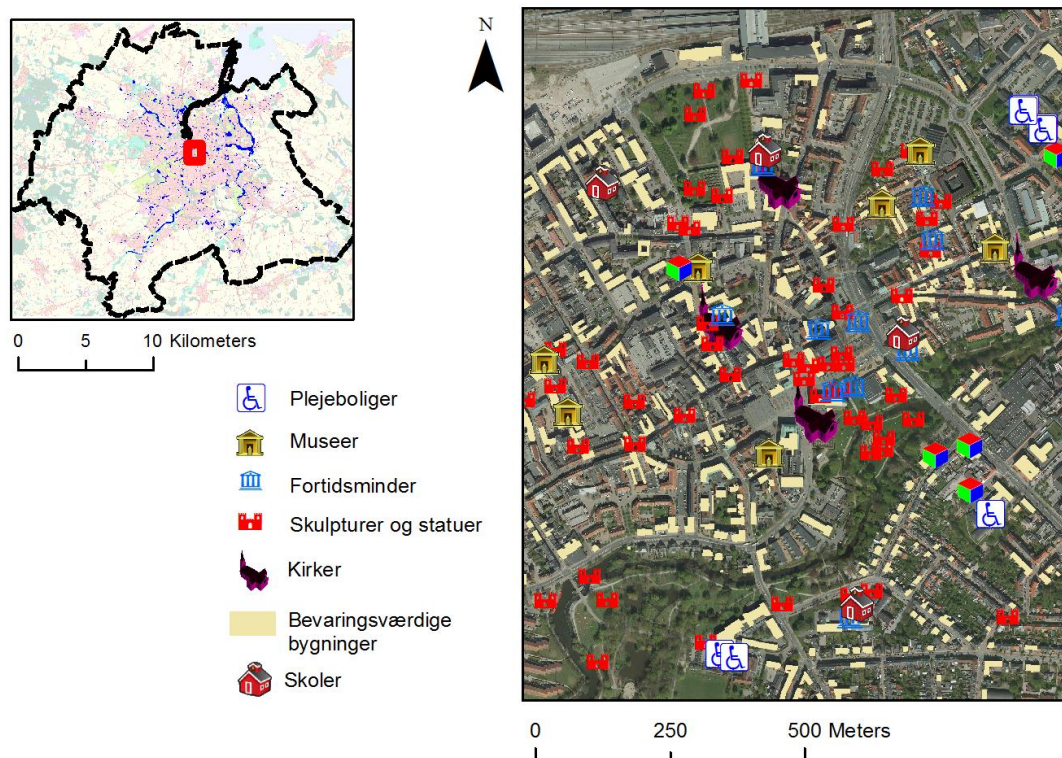 N
0 5 10 Kilometers
Plejeboliger
Museer
Fortidsminder
Skulpturer og statuer
Kirker
Bevaringsværdige
bygninger
Skoler
0 250 500 Meters